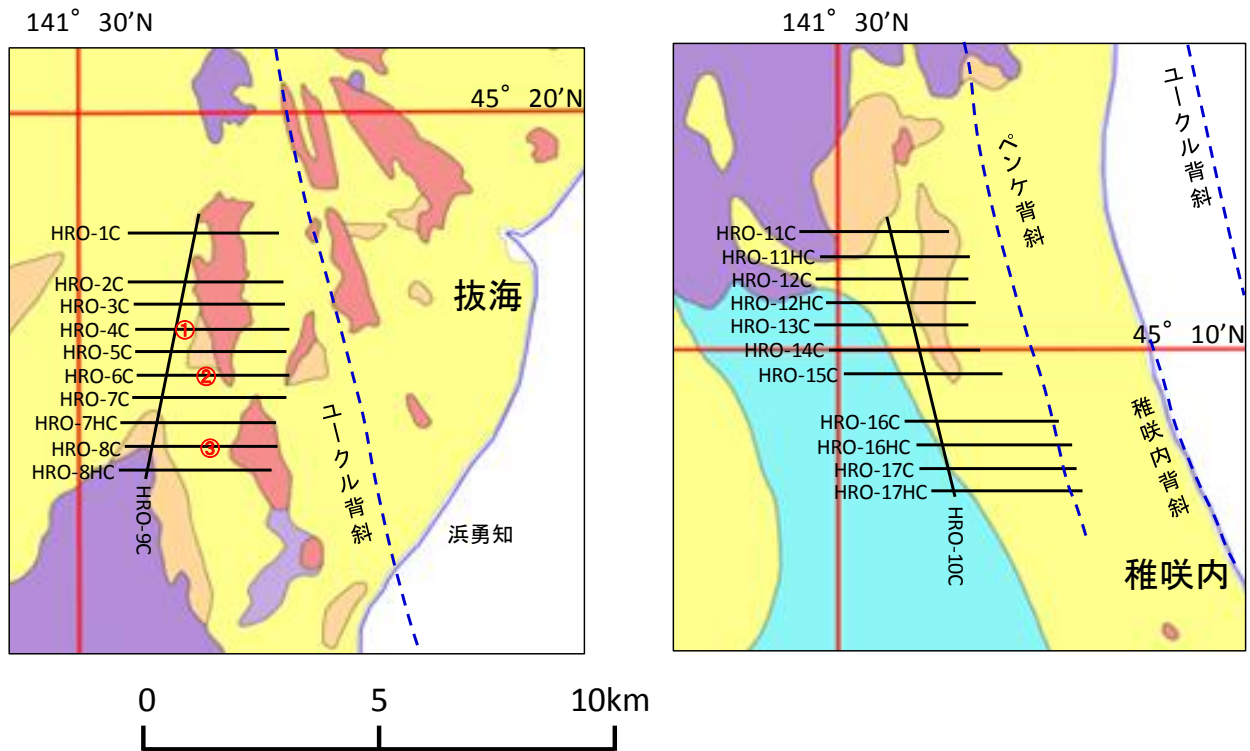 141° 30’N
45° 20’N
HRO-1C
HRO-2C
HRO-3C
HRO-4C
HRO-5C
HRO-6C
HRO-7C
HRO-7HC
HRO-8C
HRO-8HC
HRO-9C
①
②
③
抜海
ユークル背斜
浜勇知
141° 30’N
ユークル背斜
ペンケ背斜
HRO-11C
HRO-11HC
HRO-12C
HRO-12HC
HRO-13C
HRO-14C
HRO-15C
HRO-16C
HRO-16HC
HRO-17C
HRO-17HC
HRO-10C
45° 10’N
稚咲内背斜
稚咲内
0 5 10km